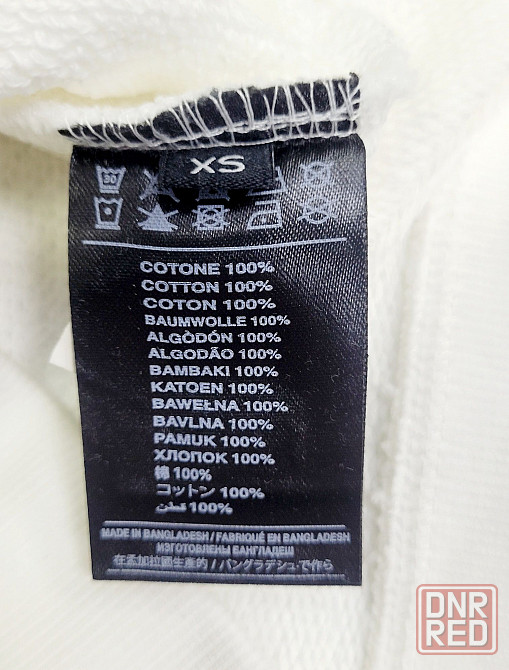 XS
30
COTONE 100%
COTTON 100%
COTON 100%
BAUMWOLLE 100%
ALGÒDÓN 100%
ALGODÃO 100%
BAMBAKI 100%
KATOEN 100%
BAWEŁNA 100%
BAVLNA 100%
PAMUK 100%
ХЛОПОК 100%
棉 100%
コットン 100%
قطن 100%
MADE IN BANGLADESH / FABRIQUÉ EN BANGLADESH
ИЗГОТОВЛЕНЫ БАНГЛАДЕШ
在孟加拉國生產的 / バングラデシュで作ら
DNR
RED